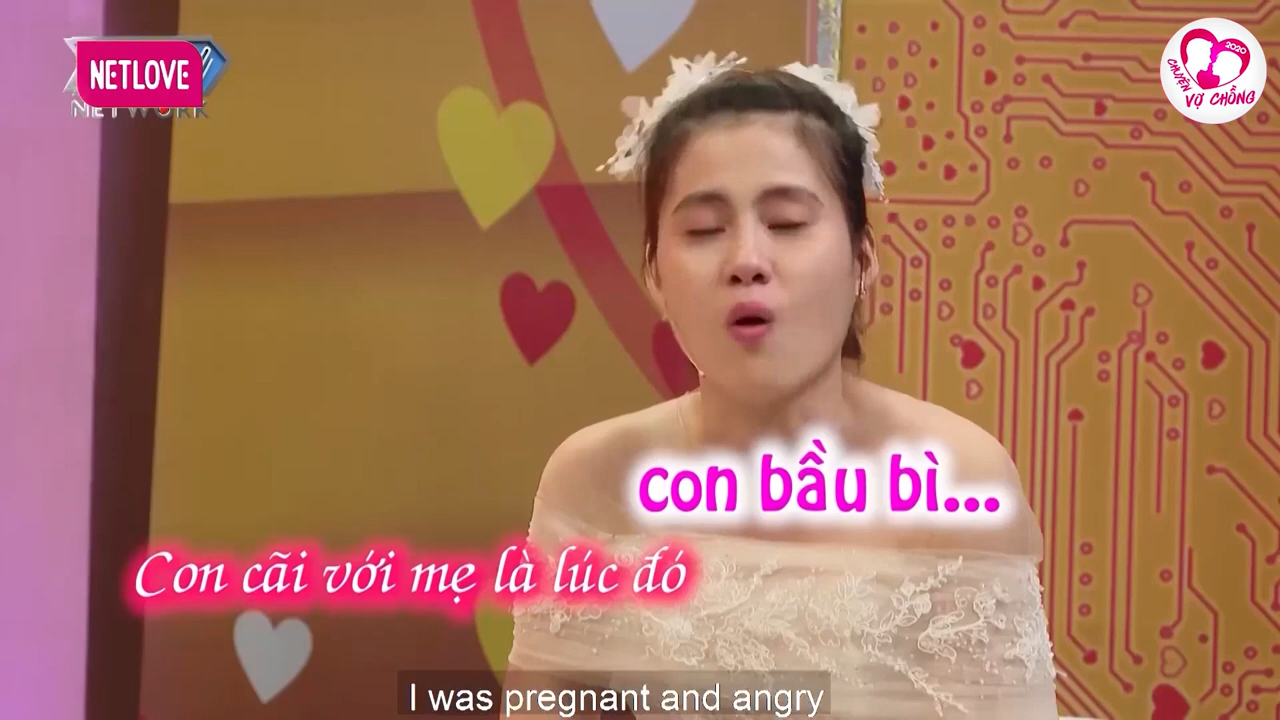 NETLOVE
NETWORK
2020
CHUYỆN
VỢ CHỒNG
con bầu bì...
Con cãi với mẹ là lúc đó
I was pregnant and angry